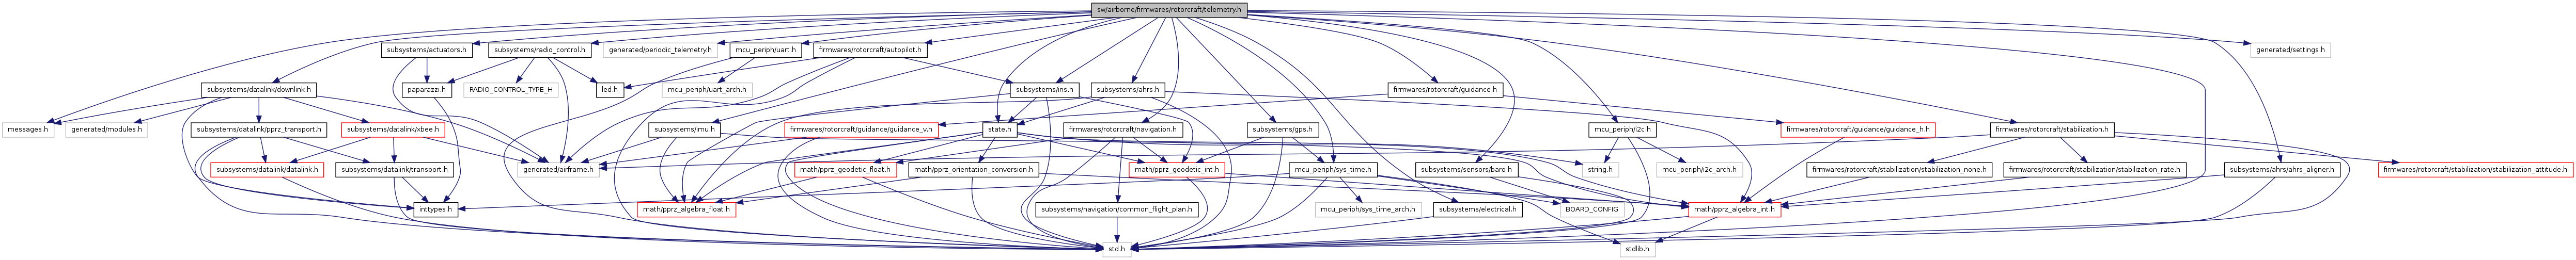 sw/airborne/firmwares/rotorcraft/telemetry.h
subsystems/actuators.h
subsystems/radio_control.h
generated/periodic_telemetry.h
mcu_periph/uart.h
firmwares/rotorcraft/autopilot.h
generated/settings.h
subsystems/datalink/downlink.h
paparazzi.h
RADIO_CONTROL_TYPE_H
led.h
mcu_periph/uart_arch.h
subsystems/ins.h
subsystems/ahrs.h
firmwares/rotorcraft/guidance.h
messages.h
generated/modules.h
subsystems/datalink/pprz_transport.h
subsystems/datalink/xbee.h
subsystems/imu.h
firmwares/rotorcraft/guidance/guidance_v.h
state.h
firmwares/rotorcraft/navigation.h
subsystems/gps.h
mcu_periph/i2c.h
firmwares/rotorcraft/guidance/guidance_h.h
firmwares/rotorcraft/stabilization.h
subsystems/datalink/datalink.h
subsystems/datalink/transport.h
generated/airframe.h
math/pprz_geodetic_float.h
math/pprz_orientation_conversion.h
math/pprz_geodetic_int.h
mcu_periph/sys_time.h
subsystems/sensors/baro.h
string.h
mcu_periph/i2c_arch.h
firmwares/rotorcraft/stabilization/stabilization_none.h
firmwares/rotorcraft/stabilization/stabilization_rate.h
subsystems/ahrs/ahrs_aligner.h
firmwares/rotorcraft/stabilization/stabilization_attitude.h
inttypes.h
math/pprz_algebra_float.h
subsystems/navigation/common_flight_plan.h
mcu_periph/sys_time_arch.h
subsystems/electrical.h
BOARD_CONFIG
math/pprz_algebra_int.h
std.h
stdlib.h